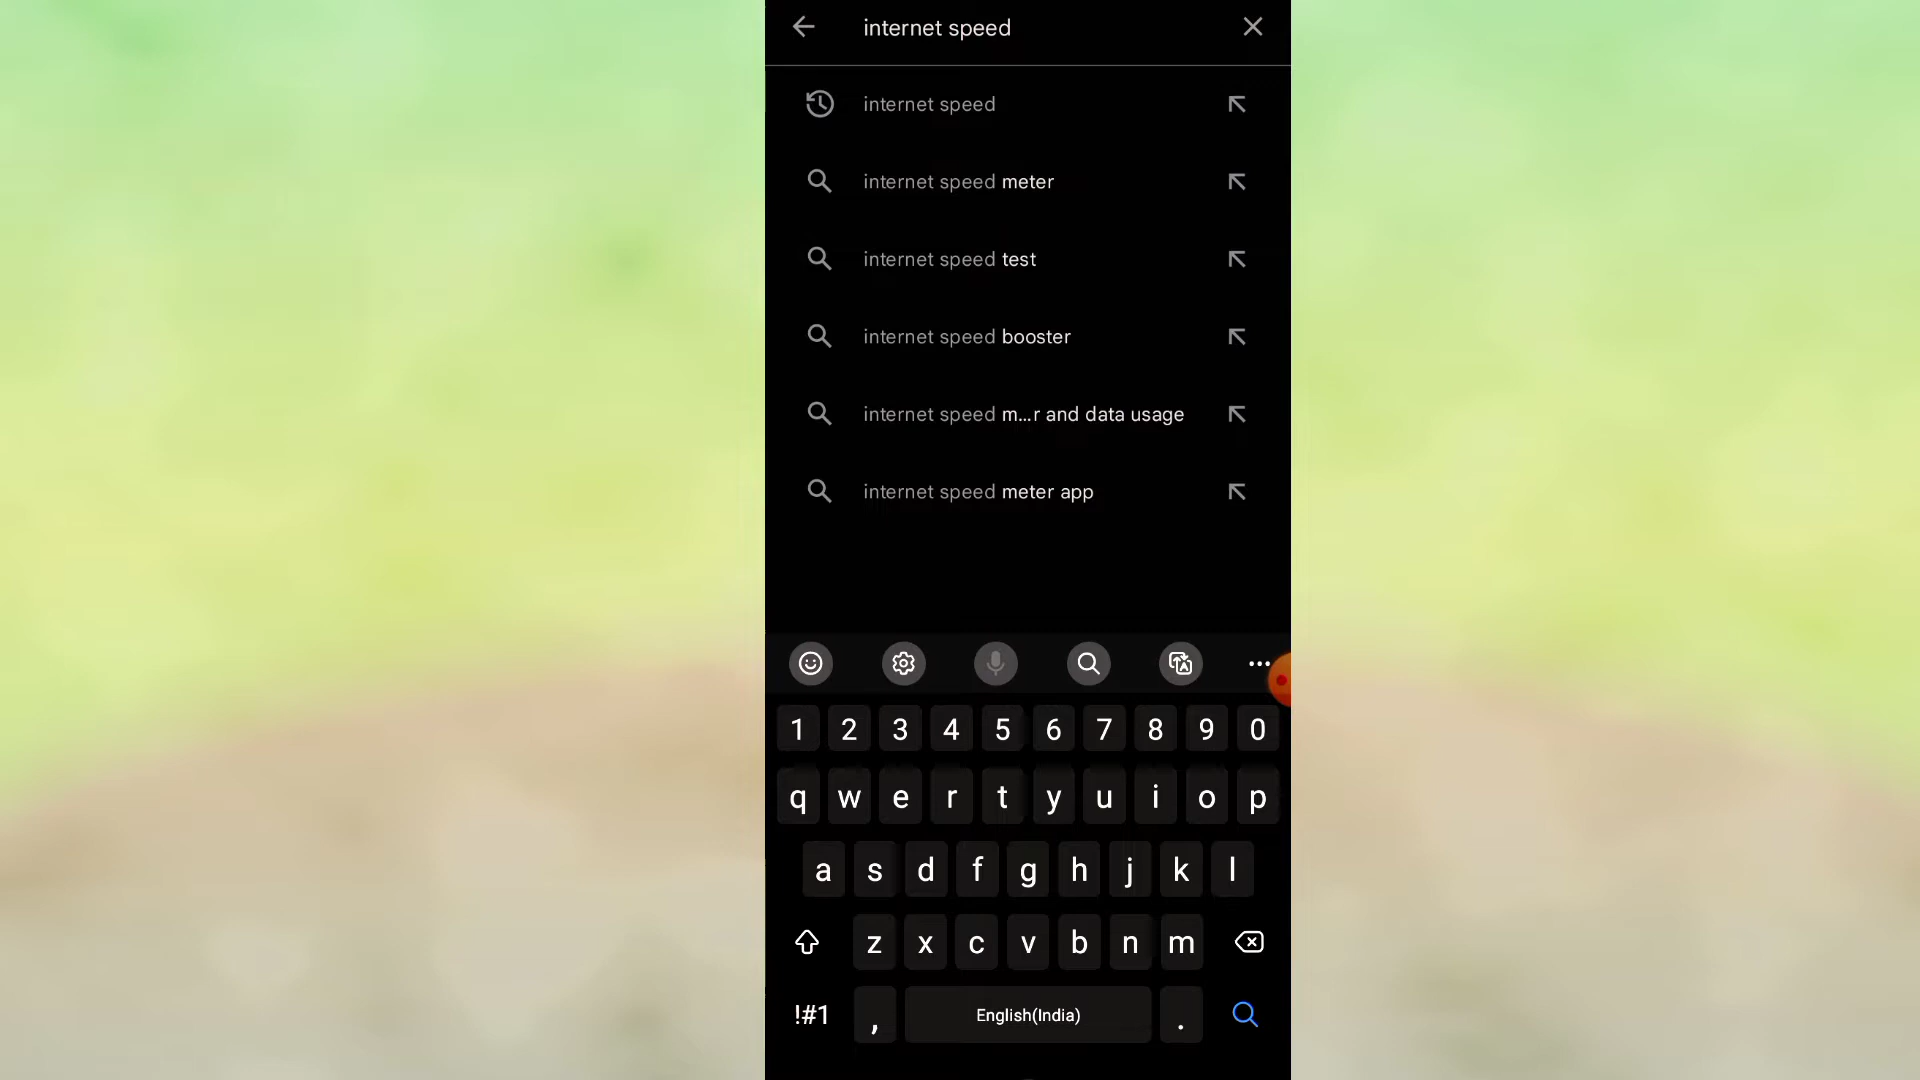 internet speed
internet speed
internet speed meter
internet speed test
internet speed booster
internet speed m...r and data usage
internet speed meter app
1 2 3 4 5 6 7 8 9 0
q w e r t y u i o p
a s d f g h j k l
z x c v b n m
!#1 , English(India) .